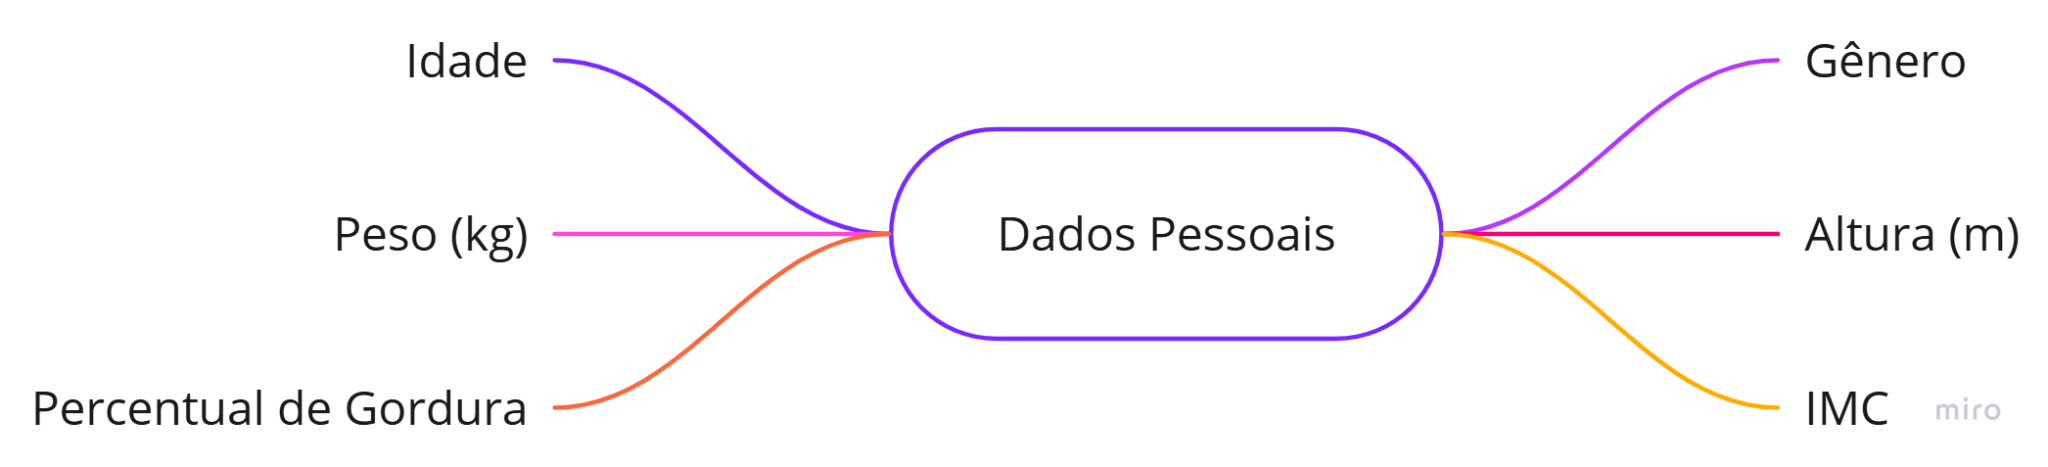 Idade
Gênero
Peso (kg)
Dados Pessoais
Altura (m)
Percentual de Gordura
IMC
miro